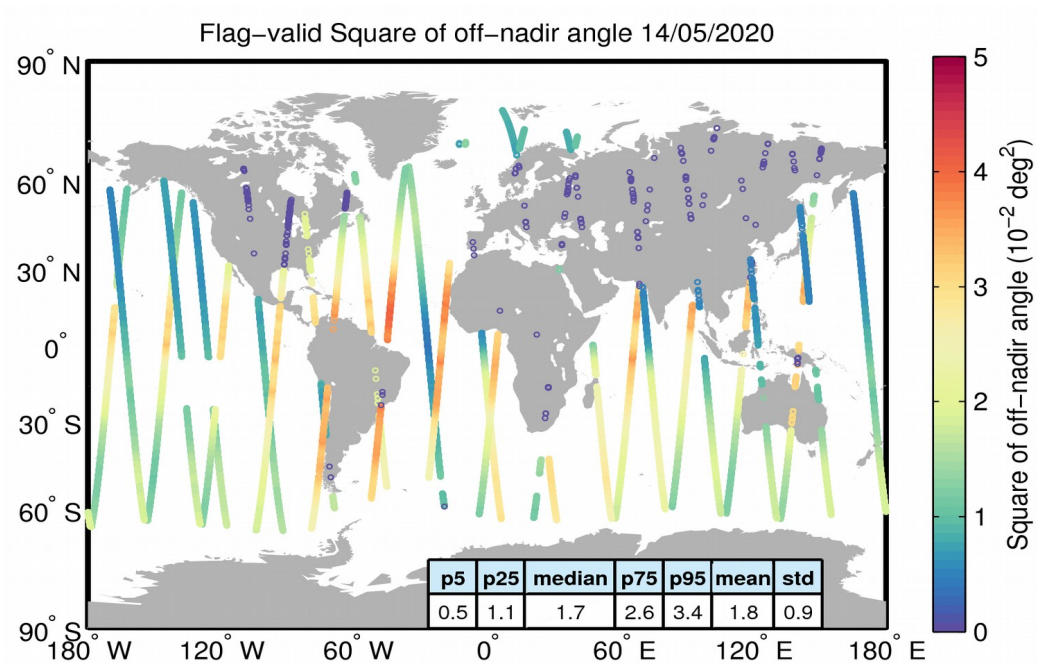 Flag−valid Square of off−nadir angle 14/05/2020
90° N
60° N
30° N
0°
30° S
60° S
90° S
180° W
120° W
60° W
0°
60° E
120° E
180° E
p5 p25 median p75 p95 mean std
0.5 1.1 1.7 2.6 3.4 1.8 0.9
5
4
3
2
1
0
Square of off−nadir angle (10⁻² deg²)